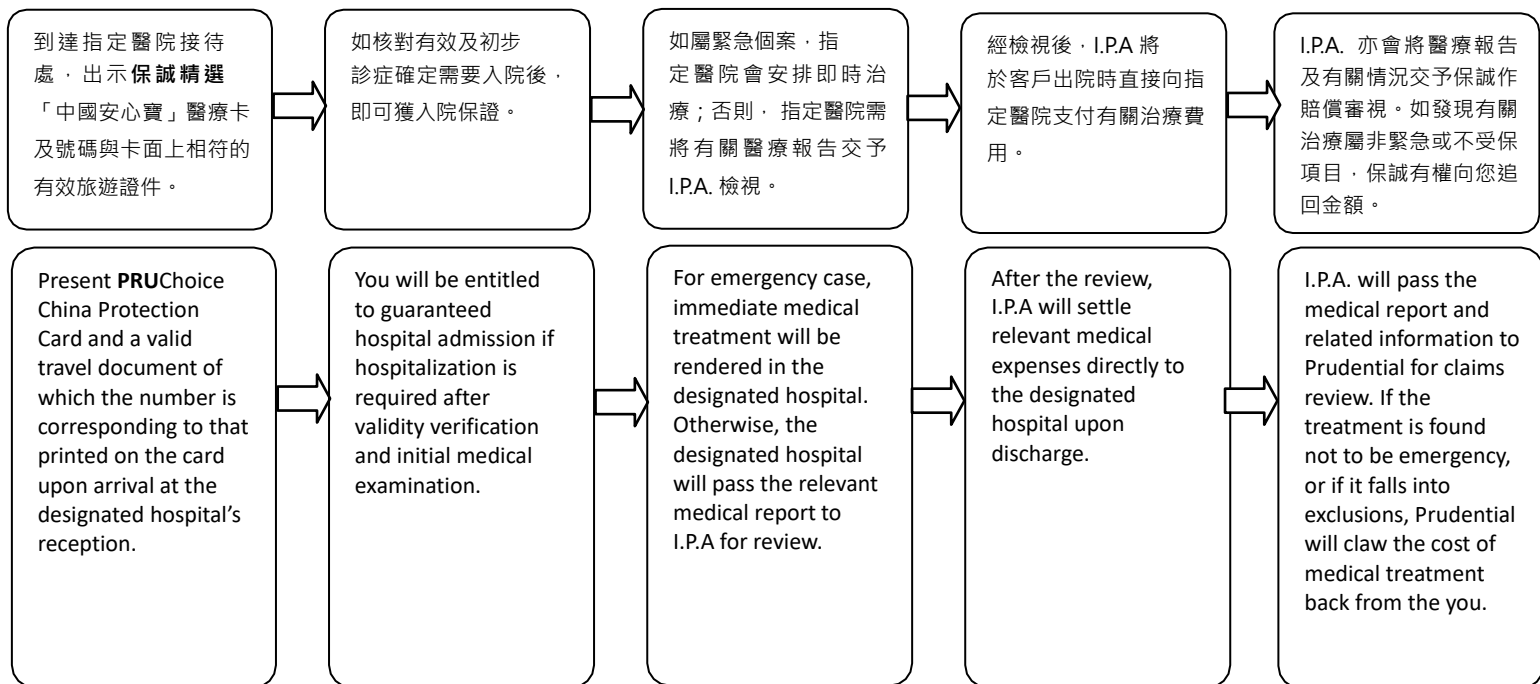 到達指定醫院接待
處，出示保誠精選
「中國安心寶」醫療卡
及號碼與卡面上相符的
有效旅遊證件。
如核對有效及初步
診症確定需要入院後，
即可獲入院保證。
如屬緊急個案，指
定醫院會安排即時治
療；否則， 指定醫院需
將有關醫療報告交予
I.P.A. 檢視。
經檢視後，I.P.A 將
於客戶出院時直接向指
定醫院支付有關治療費
用。
I.P.A. 亦會將醫療報告
及有關情況交予保誠作
賠償審視。如發現有關
治療屬非緊急或不受保
項目，保誠有權向您追
回金額。
Present PRUChoice
China Protection
Card and a valid
travel document of
which the number is
corresponding to that
printed on the card
upon arrival at the
designated hospital’s
reception.
You will be entitled
to guaranteed
hospital admission if
hospitalization is
required after
validity verification
and initial medical
examination.
For emergency case,
immediate medical
treatment will be
rendered in the
designated hospital.
Otherwise, the
designated hospital
will pass the relevant
medical report to
I.P.A for review.
After the review,
I.P.A will settle
relevant medical
expenses directly to
the designated
hospital upon
discharge.
I.P.A. will pass the
medical report and
related information to
Prudential for claims
review. If the
treatment is found
not to be emergency,
or if it falls into
exclusions, Prudential
will claw the cost of
medical treatment
back from the you.